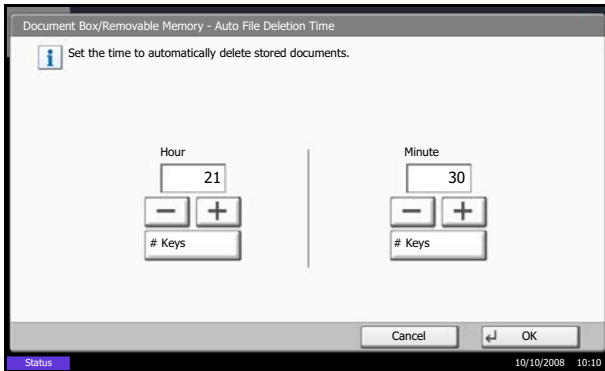 Document Box/Removable Memory - Auto File Deletion Time
i Set the time to automatically delete stored documents.
Hour Minute
21 30
# Keys # Keys
Cancel OK
Status 10/10/2008 10:10